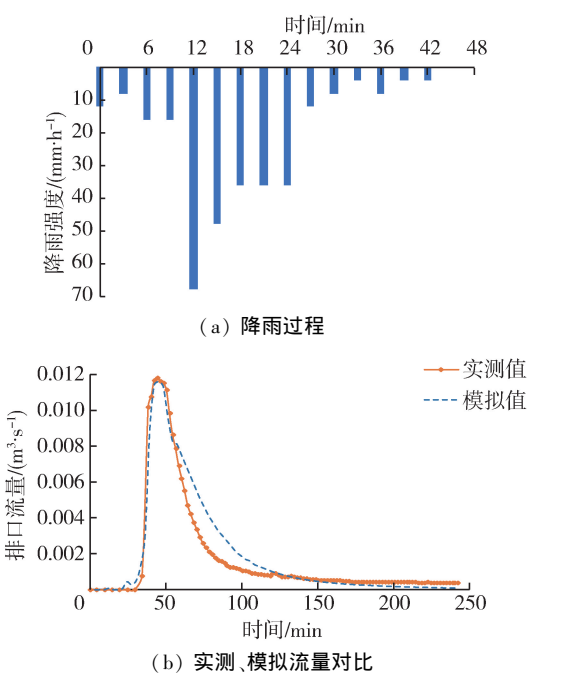 时间/min
0 6 12 18 24 30 36 42 48
10
20
30
40
50
60
70
降雨强度/(mm·h⁻¹)
(a) 降雨过程
实测值
模拟值
0.012
0.010
0.008
0.006
0.004
0.002
排口流量/(m³·s⁻¹)
0 50 100 150 200 250
时间/min
(b) 实测、模拟流量对比